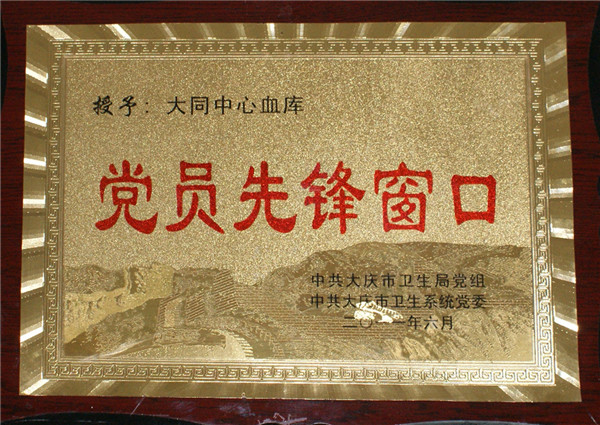 授予：大同中心血库
党员先锋窗口
中共大庆市卫生局党组
中共大庆市卫生系统党委
二〇一一年六月